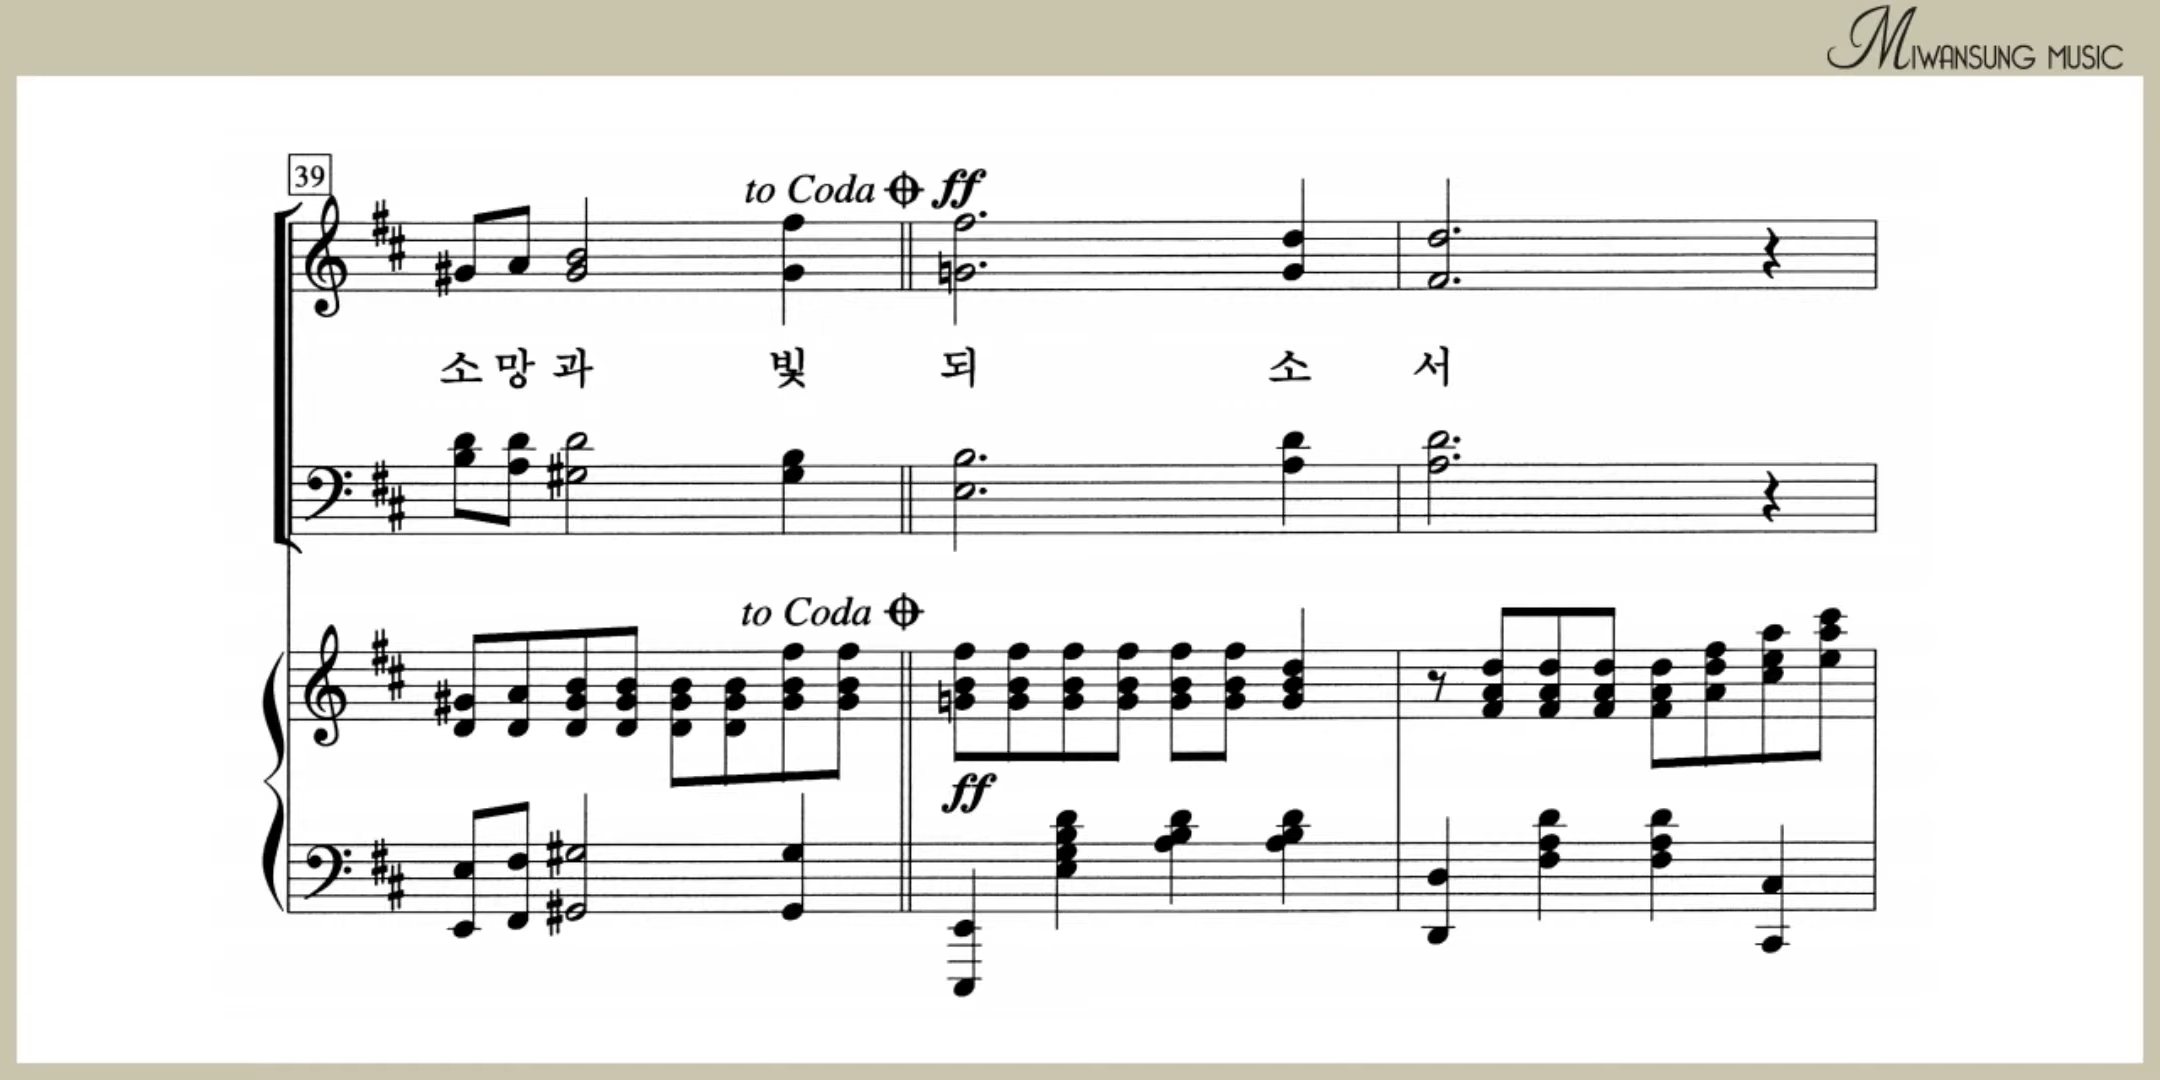 MIWANSUNG MUSIC
39
to Coda ff
소 망 과 빛 되 소 서
to Coda
ff